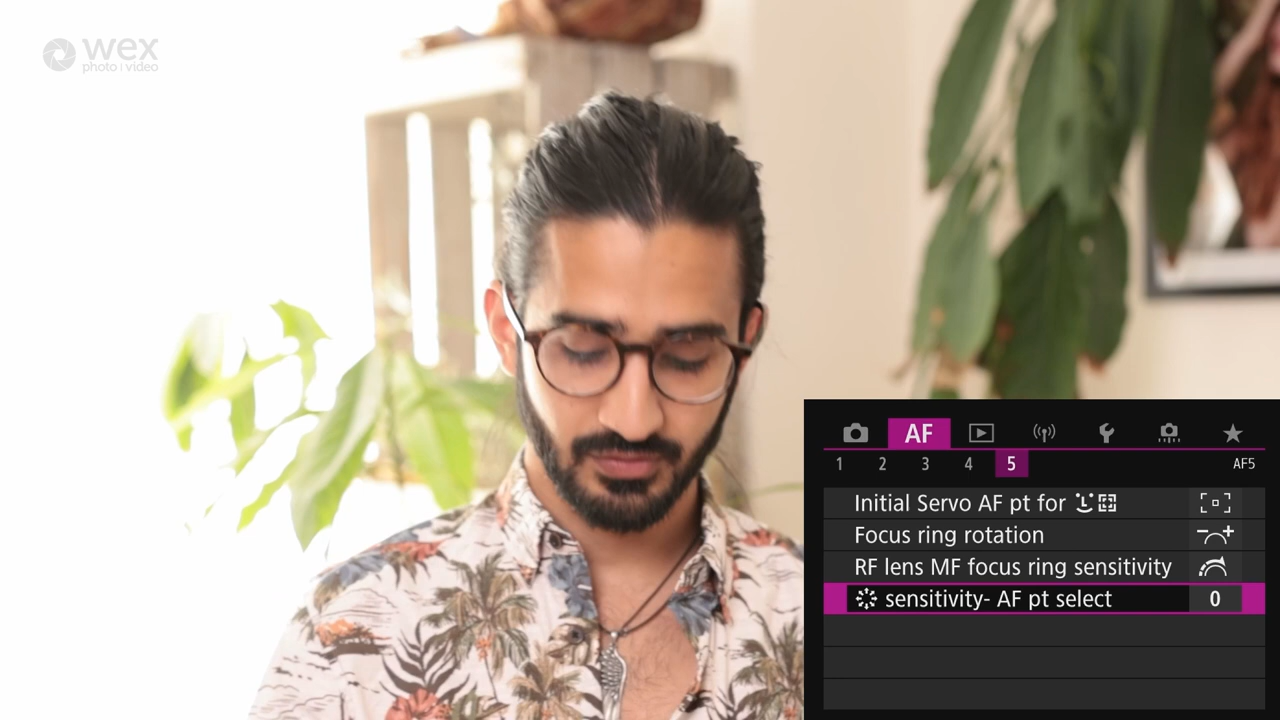 wex
photo | video
AF
1 2 3 4 5 AF5
Initial Servo AF pt for
Focus ring rotation
RF lens MF focus ring sensitivity
sensitivity- AF pt select 0